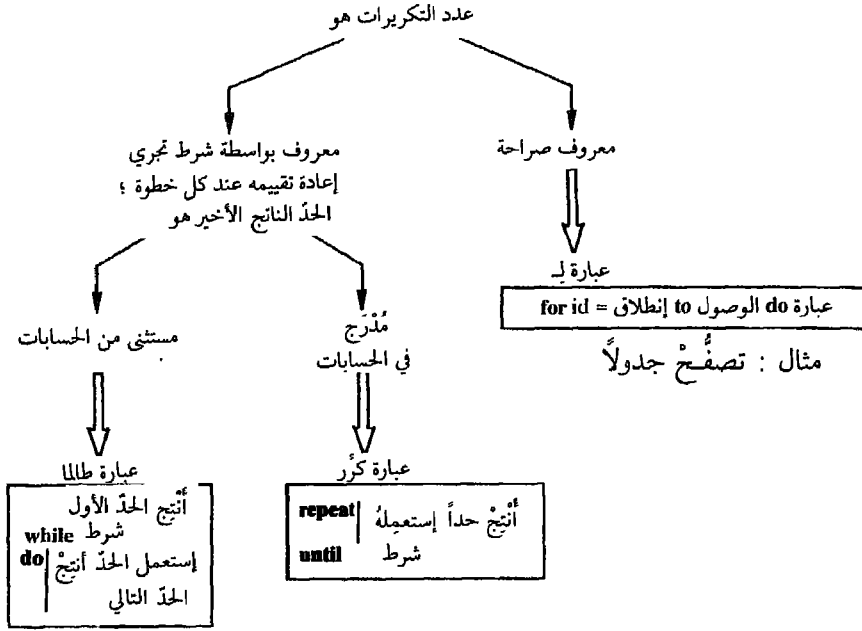 عدد التكريرات هو
معروف صراحة
معروف بواسطة شرط تجري
إعادة تقييمه عند كل خطوة ؛
الحدّ الناتج الأخير هو
عبارة لِـ
for id = إنطلاق to الوصول do عبارة
مثال : تصفُّحْ جدولاً
مُدْرَج
في الحسابات
مستثنى من الحسابات
عبارة كرِّر
repeat أَنْتِجْ حداً إستعمِلهُ
until شرط
عبارة طالما
أَنْتِج الحدّ الأول
while شرط
do إستعمل الحدّ أنتِجْ
الحدّ التالي